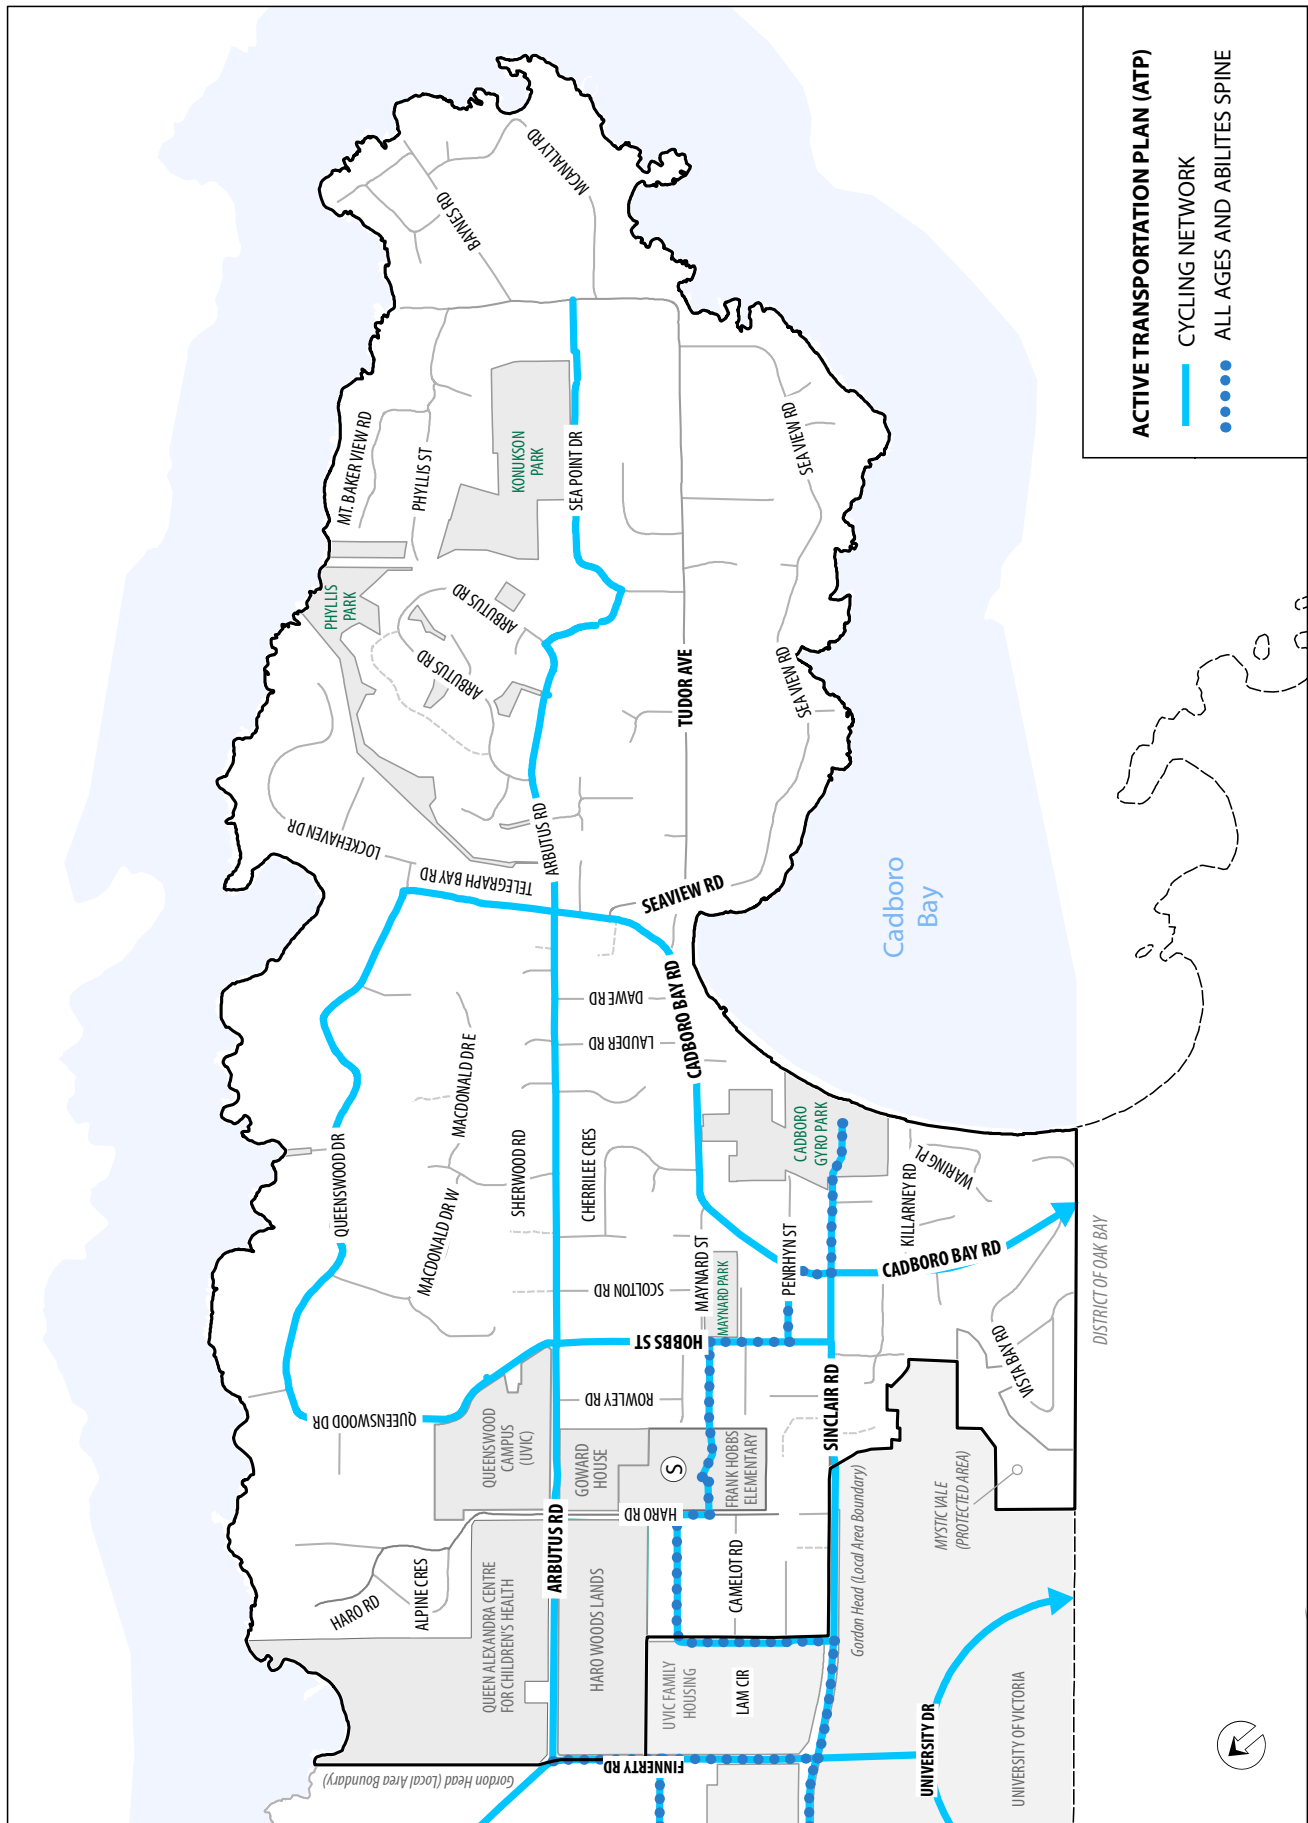 ACTIVE TRANSPORTATION PLAN (ATP)
CYCLING NETWORK
ALL AGES AND ABILITES SPINE
MCANALLY RD
BAYNES RD
MT. BAKER VIEW RD
PHYLLIS ST
KONUKSON
PARK
SEA POINT DR
SEA VIEW RD
PHYLLIS
PARK
ARBUTUS RD
ARBUTUS RD
TUDOR AVE
SEA VIEW RD
LOCKEHAVEN DR
TELEGRAPH BAY RD
ARBUTUS RD
SEAVIEW RD
Cadboro
Bay
CADBORO BAY RD
DAWE RD
LAUDER RD
QUEENSWOOD DR
MACDONALD DR E
MACDONALD DR W
SHERWOOD RD
CHERRILEE CRES
CADBORO
GYRO PARK
WARING PL
KILLARNEY RD
CADBORO BAY RD
DISTRICT OF OAK BAY
MAYNARD ST
MAYNARD PARK
PENRHYN ST
SCOLTON RD
HOBBS ST
VISTA BAY RD
SINCLAIR RD
ROWLEY RD
QUEENSWOOD DR
QUEENSWOOD
CAMPUS
(UVIC)
GOWARD
HOUSE
S
FRANK HOBBS
ELEMENTARY
HARO RD
ARBUTUS RD
CAMELOT RD
MYSTIC VALE
(PROTECTED AREA)
Gordon Head (Local Area Boundary)
HARO RD
ALPINE CRES
QUEEN ALEXANDRA CENTRE
FOR CHILDREN'S HEALTH
HARO WOODS LANDS
UVIC FAMILY
HOUSING
LAM CIR
FINNERTY RD
UNIVERSITY DR
UNIVERSITY OF VICTORIA
Gordon Head (Local Area Boundary)